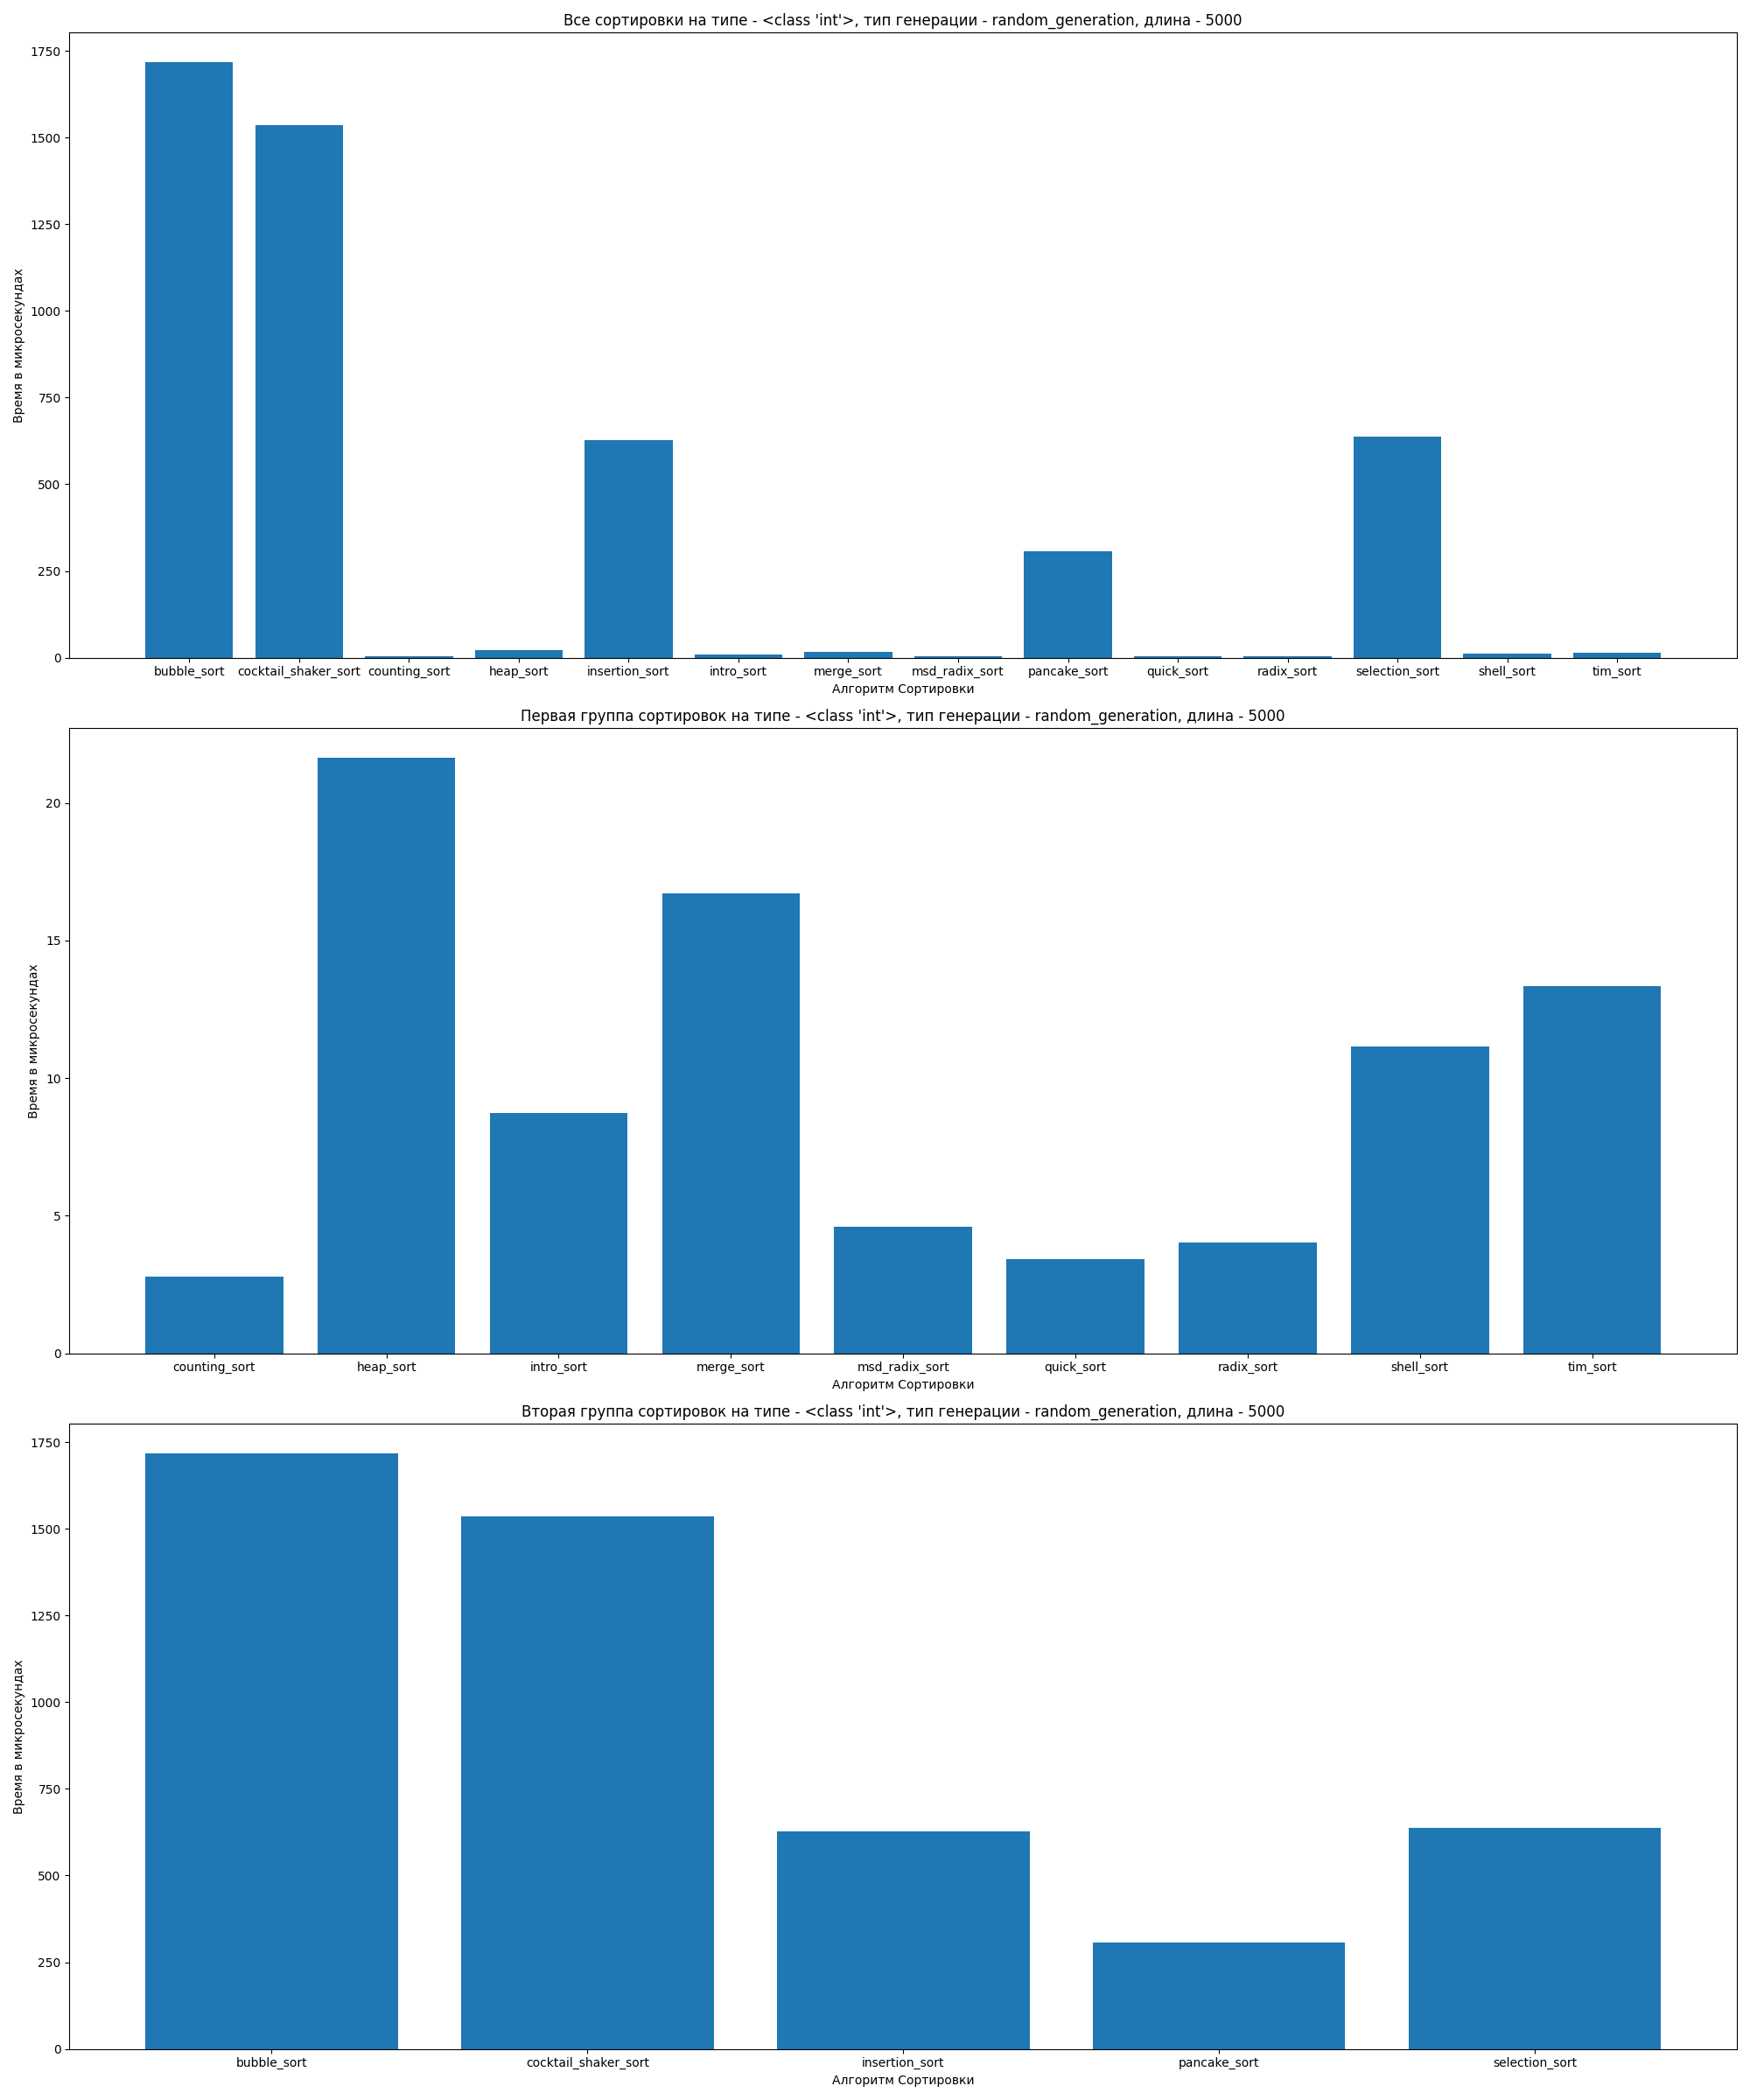 Все сортировки на типе - <class 'int'>, тип генерации - random_generation, длина - 5000
Время в микросекундах
1750
1500
1250
1000
750
500
250
0
bubble_sort cocktail_shaker_sort counting_sort heap_sort insertion_sort intro_sort merge_sort msd_radix_sort pancake_sort quick_sort radix_sort selection_sort shell_sort tim_sort
Алгоритм Сортировки
Первая группа сортировок на типе - <class 'int'>, тип генерации - random_generation, длина - 5000
Время в микросекундах
20
15
10
5
0
counting_sort heap_sort intro_sort merge_sort msd_radix_sort quick_sort radix_sort shell_sort tim_sort
Алгоритм Сортировки
Вторая группа сортировок на типе - <class 'int'>, тип генерации - random_generation, длина - 5000
Время в микросекундах
1750
1500
1250
1000
750
500
250
0
bubble_sort cocktail_shaker_sort insertion_sort pancake_sort selection_sort
Алгоритм Сортировки